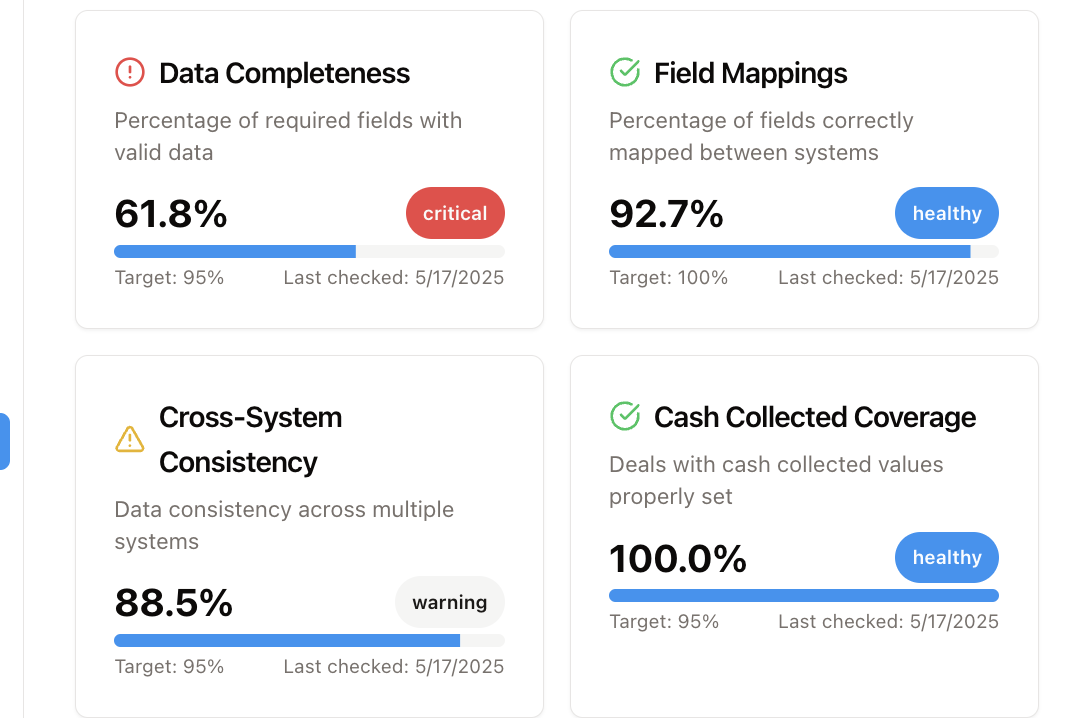 Data Completeness
Percentage of required fields with
valid data
61.8%
critical
Target: 95%
Last checked: 5/17/2025
Field Mappings
Percentage of fields correctly
mapped between systems
92.7%
healthy
Target: 100%
Last checked: 5/17/2025
Cross-System
Consistency
Data consistency across multiple
systems
88.5%
warning
Target: 95%
Last checked: 5/17/2025
Cash Collected Coverage
Deals with cash collected values
properly set
100.0%
healthy
Target: 95%
Last checked: 5/17/2025